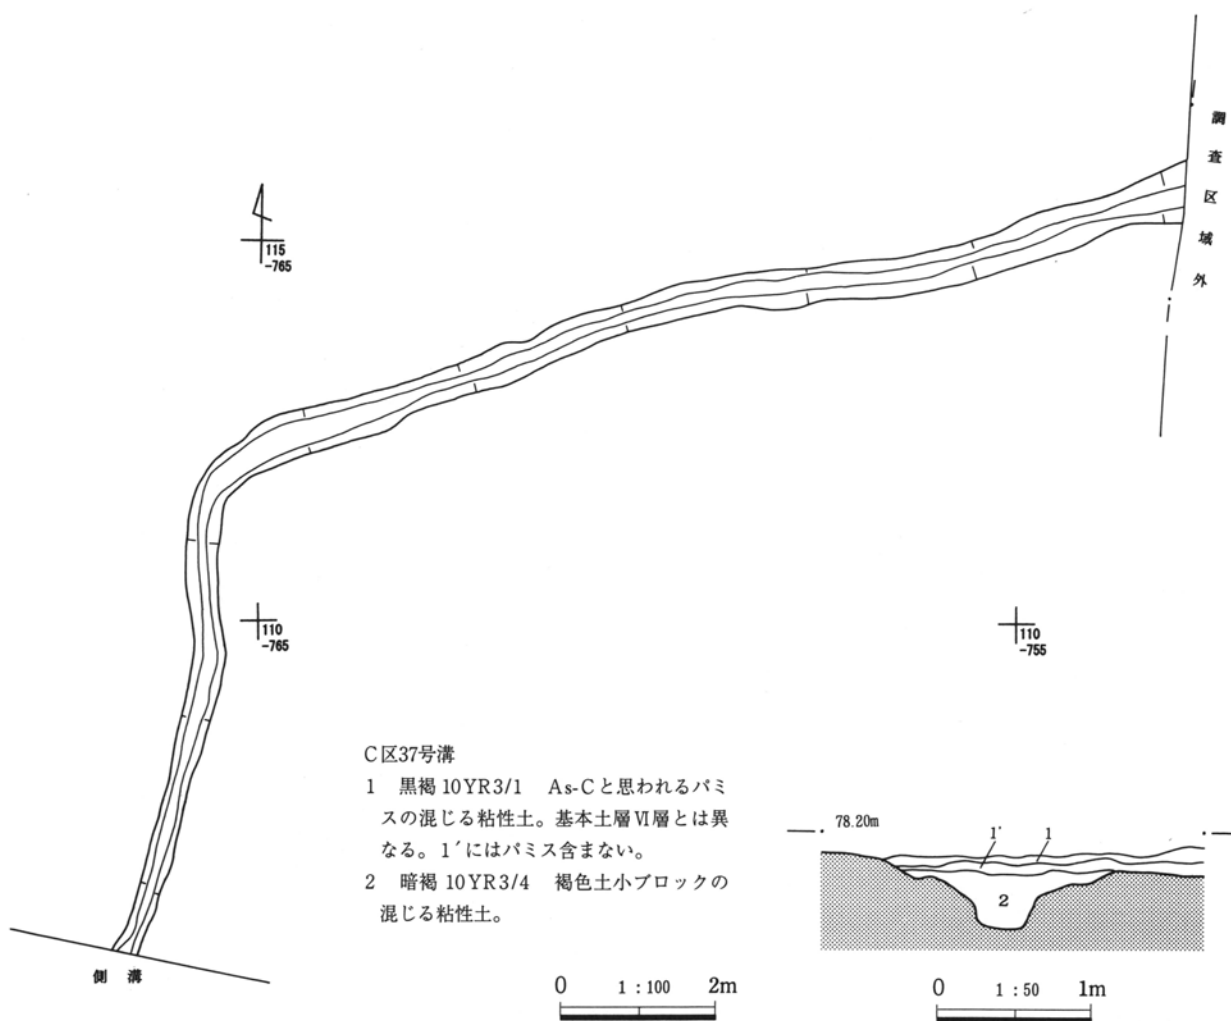 調査区域外
115
-765
110
-765
110
-755
C区37号溝
1 黒褐 10YR3/1 As-Cと思われるパミ
スの混じる粘性土。基本土層Ⅵ層とは異
なる。1´にはパミス含まない。
2 暗褐 10YR3/4 褐色土小ブロックの
混じる粘性土。
78.20m
1´ 1
2
側溝
0 1:100 2m
0 1:50 1m